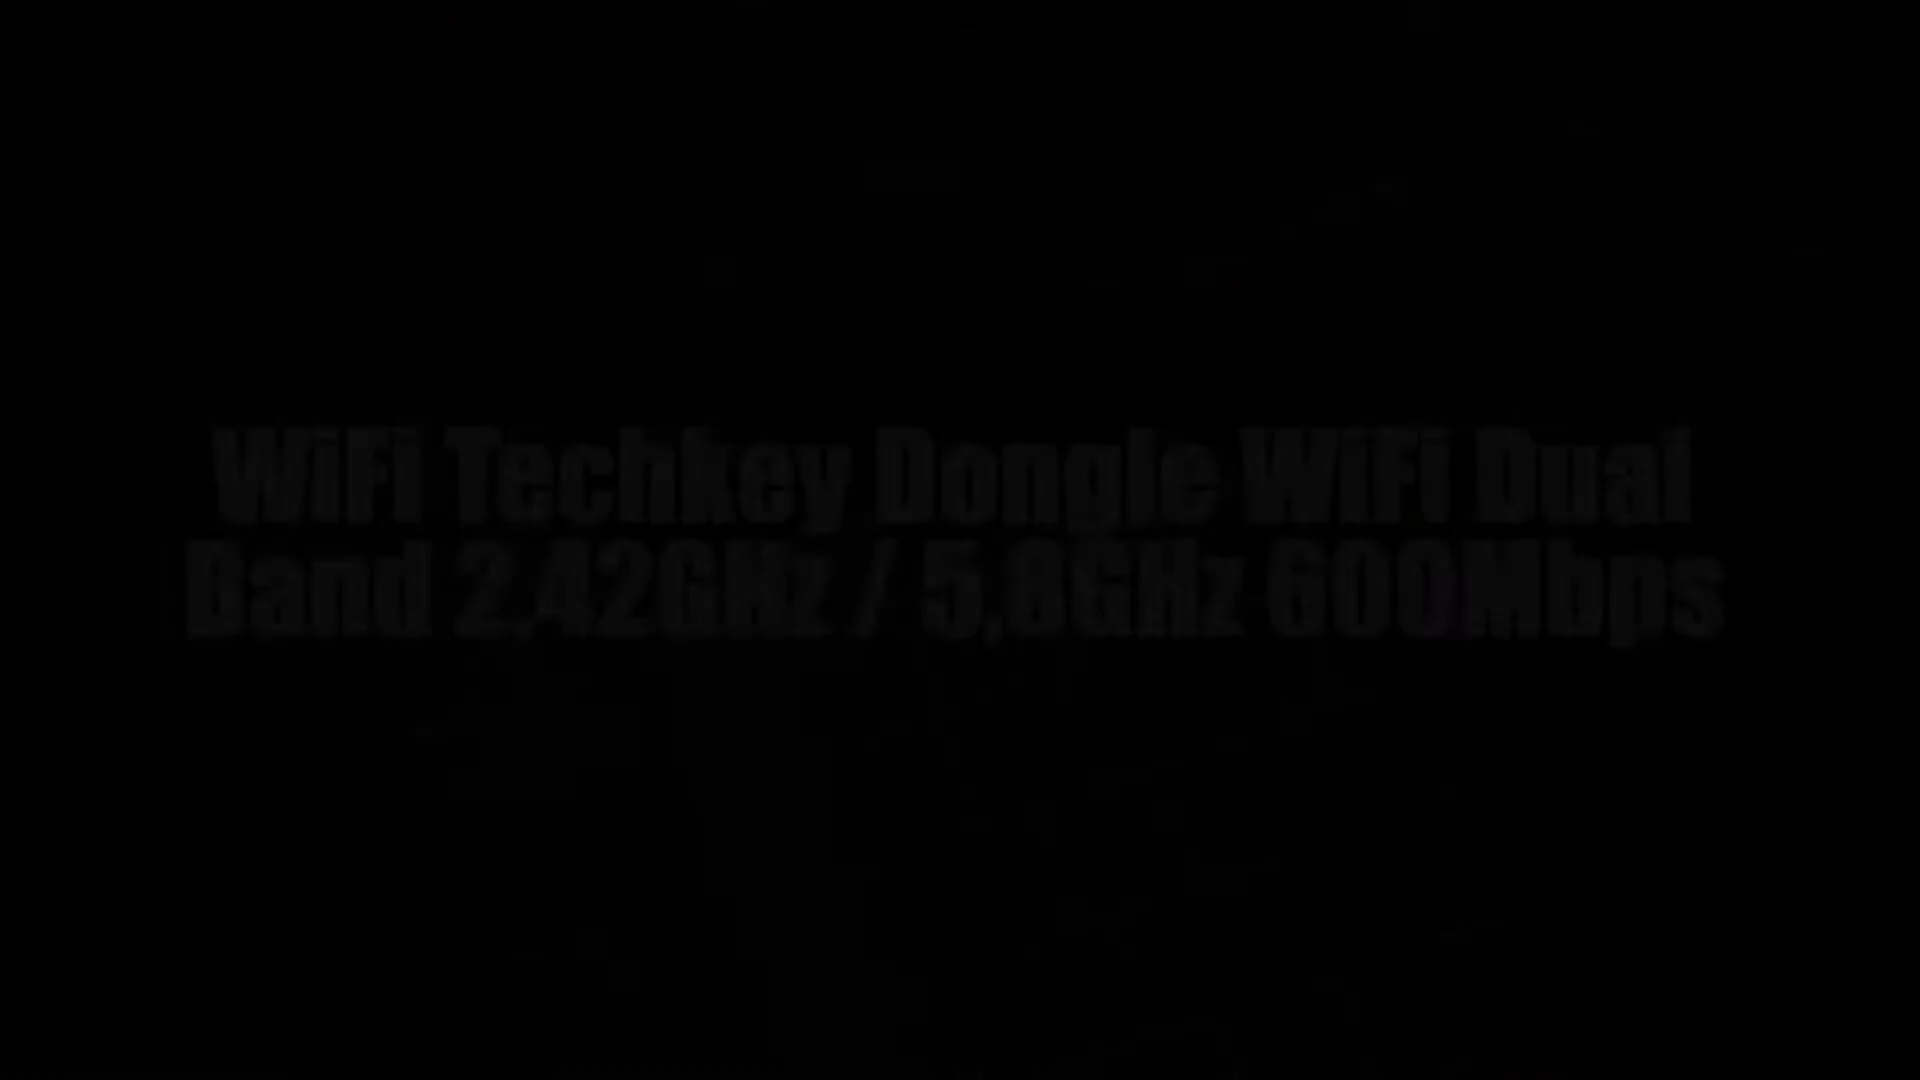 WiFi Techkey Dongle WiFi Dual
Band 2,42GHz / 5,8GHz 600Mbps